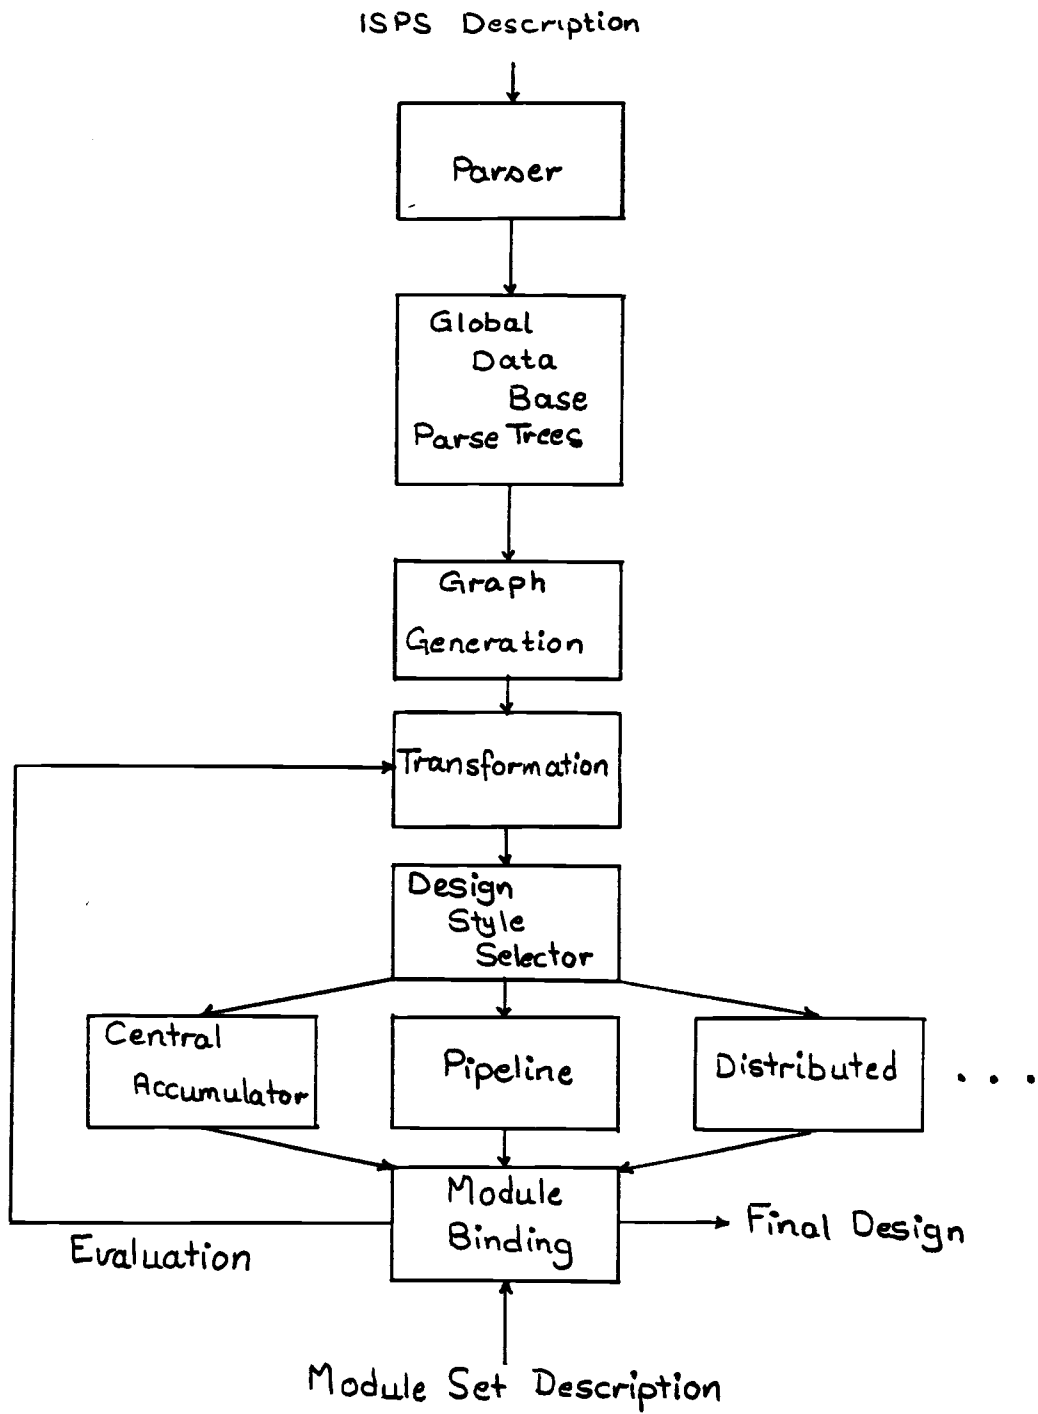 ISPS Description
Parser
Global
Data
Base
Parse Trees
Graph
Generation
Transformation
Design
Style
Selector
Central
Accumulator
Pipeline
Distributed
. . .
Module
Binding
Final Design
Evaluation
Module Set Description